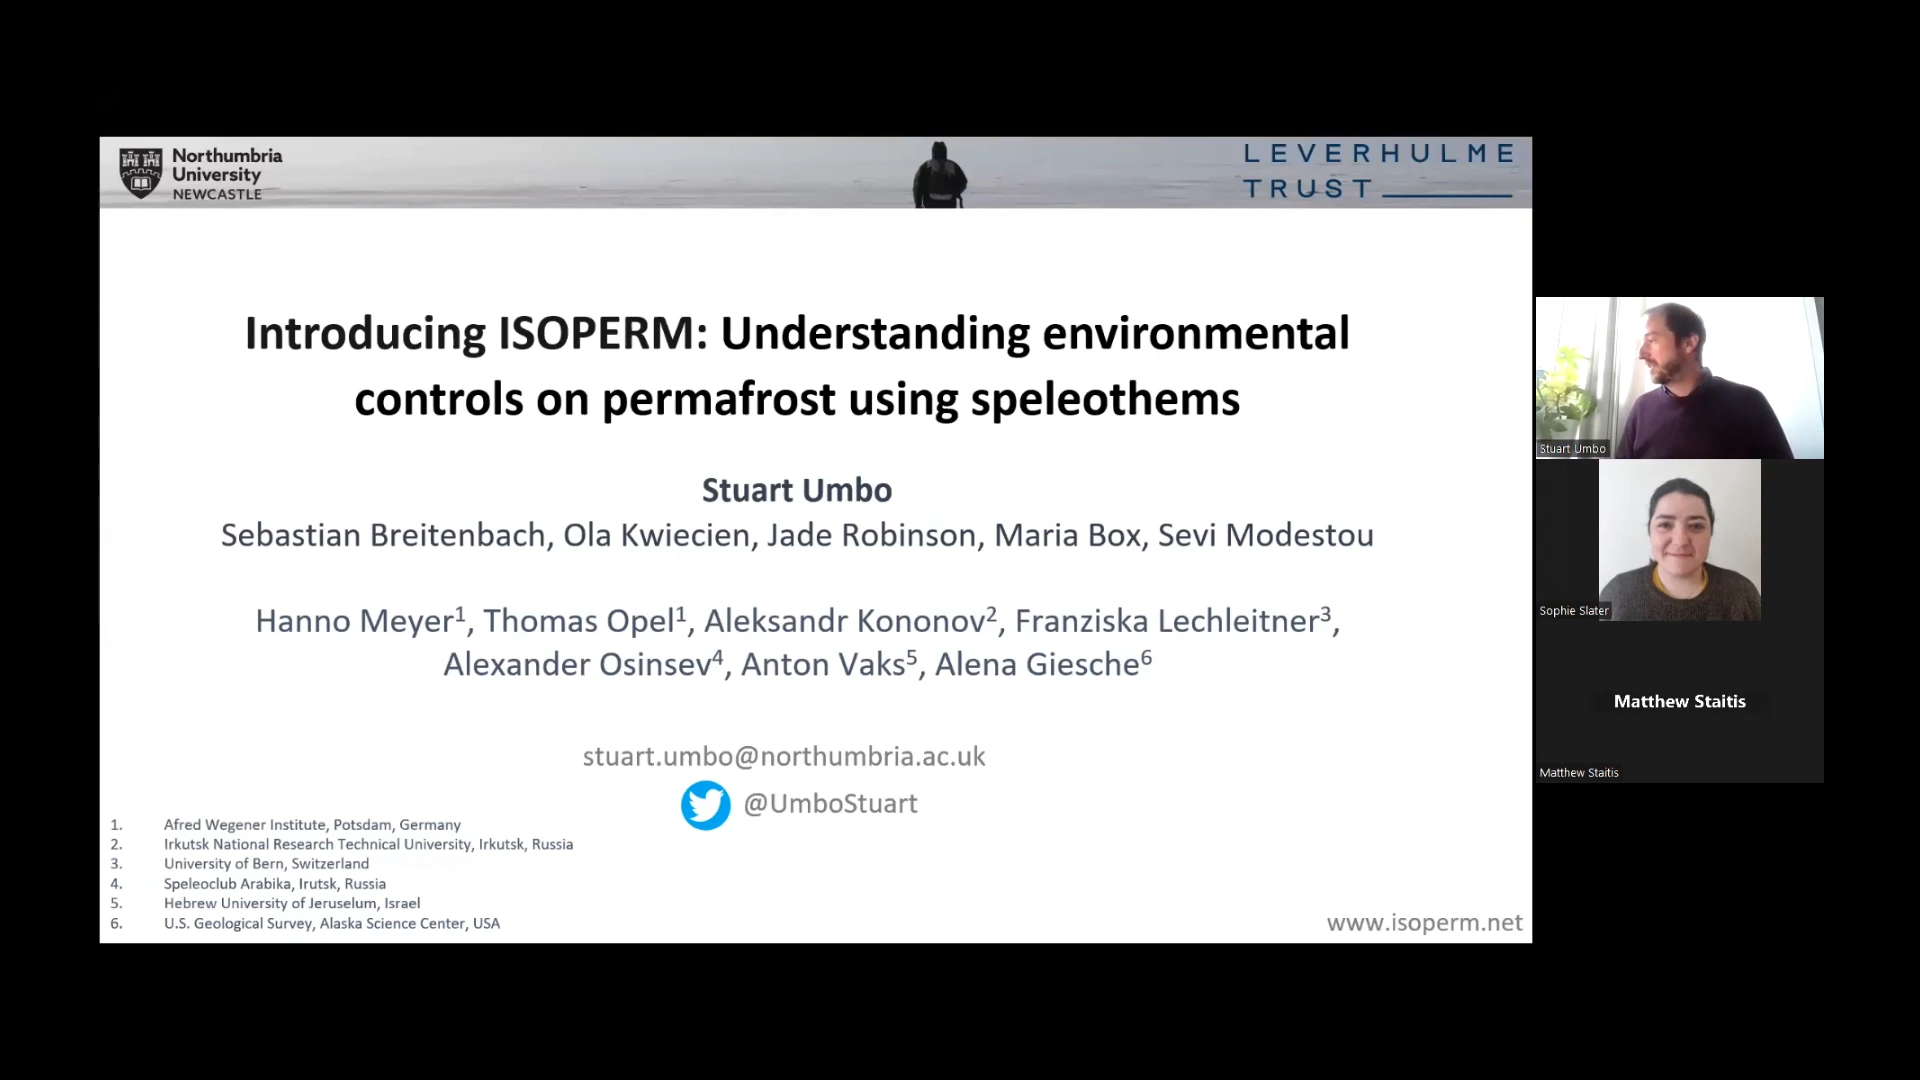 Northumbria
University
NEWCASTLE
LEVERHULME
TRUST
Introducing ISOPERM: Understanding environmental
controls on permafrost using speleothems
Stuart Umbo
Sebastian Breitenbach, Ola Kwiecien, Jade Robinson, Maria Box, Sevi Modestou
Hanno Meyer¹, Thomas Opel¹, Aleksandr Kononov², Franziska Lechleitner³,
Alexander Osinsev⁴, Anton Vaks⁵, Alena Giesche⁶
stuart.umbo@northumbria.ac.uk
@UmboStuart
1. Afred Wegener Institute, Potsdam, Germany
2. Irkutsk National Research Technical University, Irkutsk, Russia
3. University of Bern, Switzerland
4. Speleoclub Arabika, Irutsk, Russia
5. Hebrew University of Jeruselum, Israel
6. U.S. Geological Survey, Alaska Science Center, USA
www.isoperm.net
Stuart Umbo
Sophie Slater
Matthew Staitis
Matthew Staitis